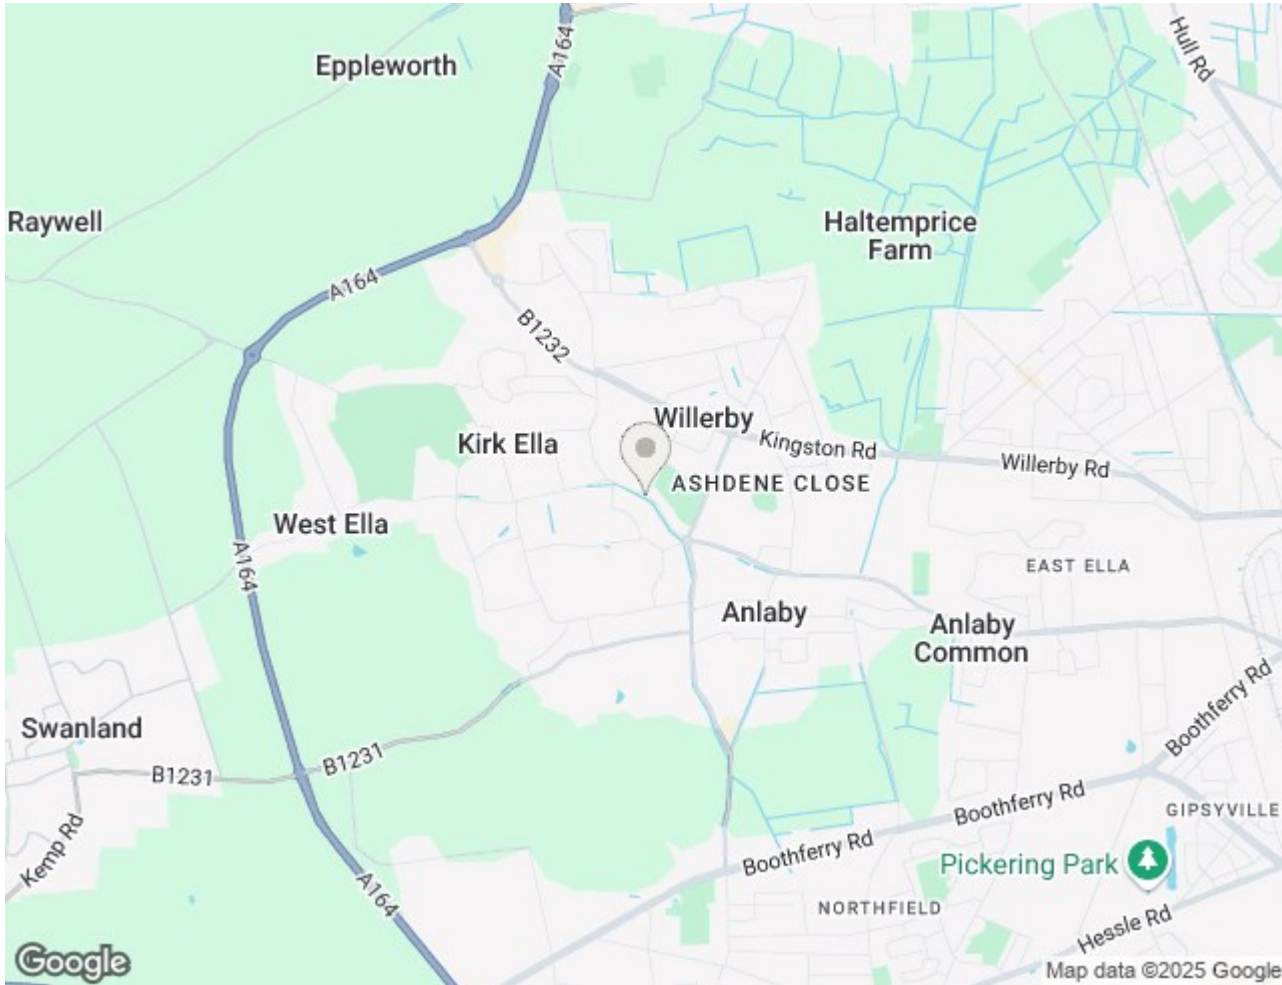 A164
Eppleworth
Hull Rd
Raywell
Haltemprice
Farm
A164
B1232
Willerby
Kingston Rd
Kirk Ella
Willerby Rd
ASHDENE CLOSE
West Ella
A164
EAST ELLA
Anlaby
Anlaby
Common
Boothferry Rd
Swanland
B1231
B1231
Boothferry Rd
GIPSYVILLE
Kemp Rd
Boothferry Rd
Pickering Park
A164
NORTHFIELD
Hessle Rd
Google
Map data ©2025 Google